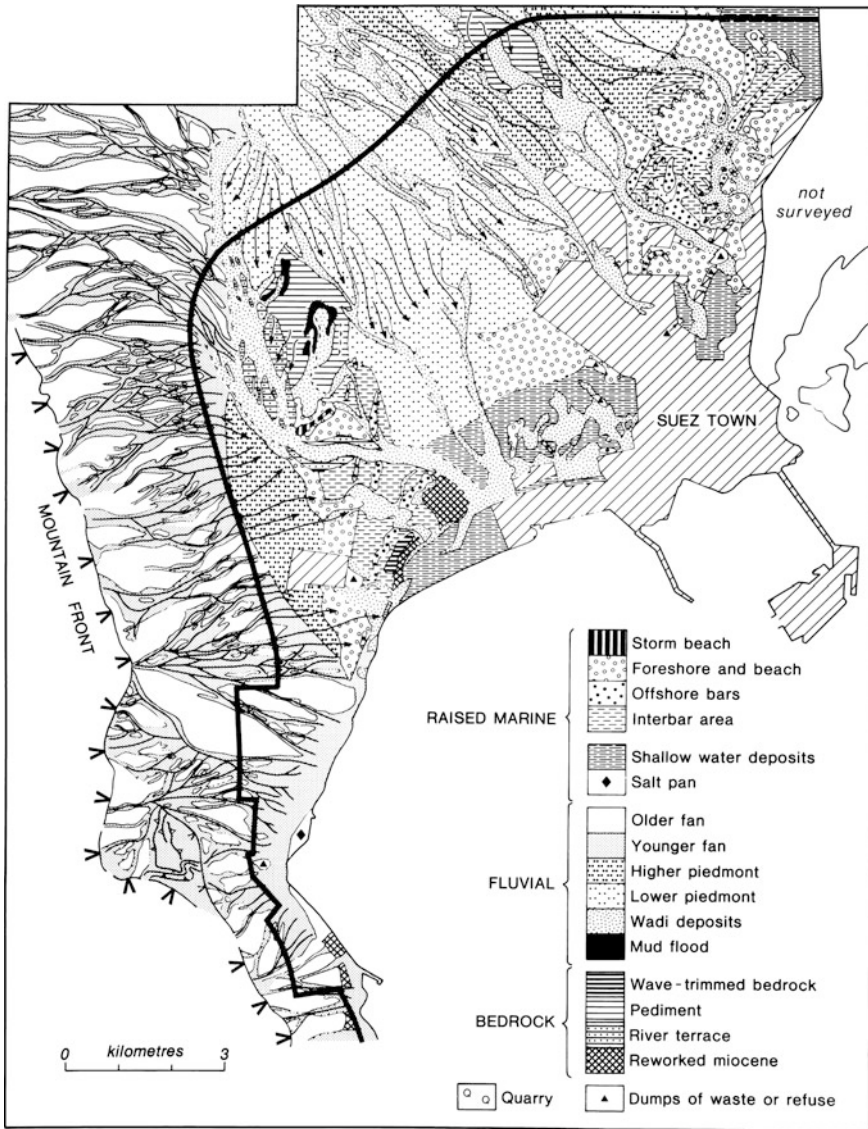 not
surveyed
SUEZ TOWN
MOUNTAIN FRONT
RAISED MARINE
Storm beach
Foreshore and beach
Offshore bars
Interbar area
Shallow water deposits
Salt pan
FLUVIAL
Older fan
Younger fan
Higher piedmont
Lower piedmont
Wadi deposits
Mud flood
BEDROCK
Wave-trimmed bedrock
Pediment
River terrace
Reworked miocene
0 kilometres 3
Quarry
Dumps of waste or refuse